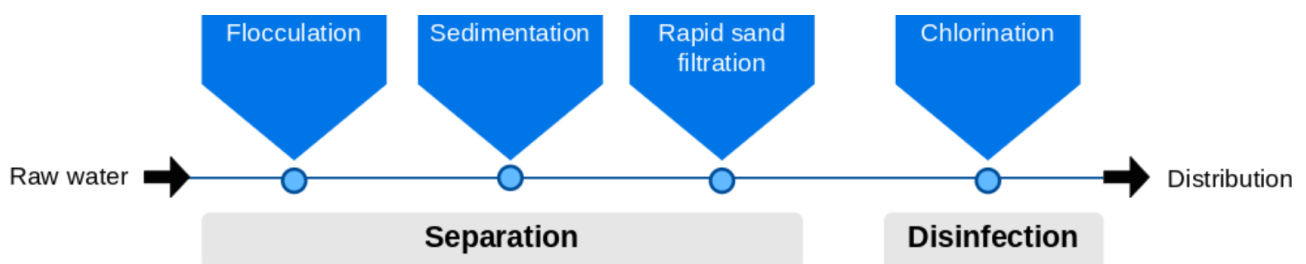 Flocculation
Sedimentation
Rapid sand
filtration
Chlorination
Raw water
Distribution
Separation
Disinfection